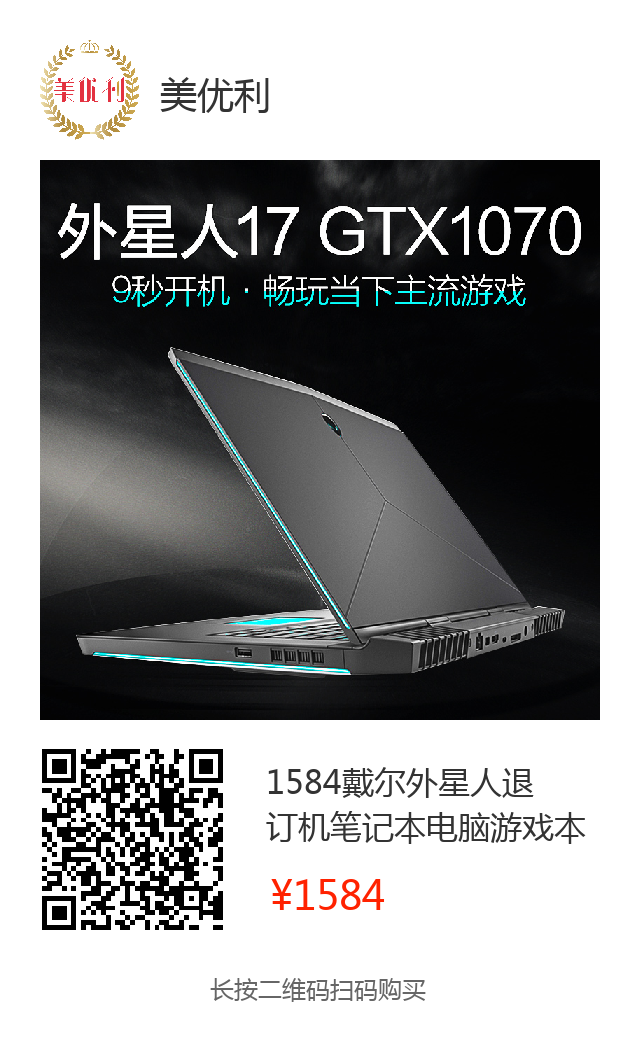 美优利
美优利
外星人17 GTX1070
9秒开机·畅玩当下主流游戏
1584戴尔外星人退
订机笔记本电脑游戏本
¥1584
长按二维码扫码购买